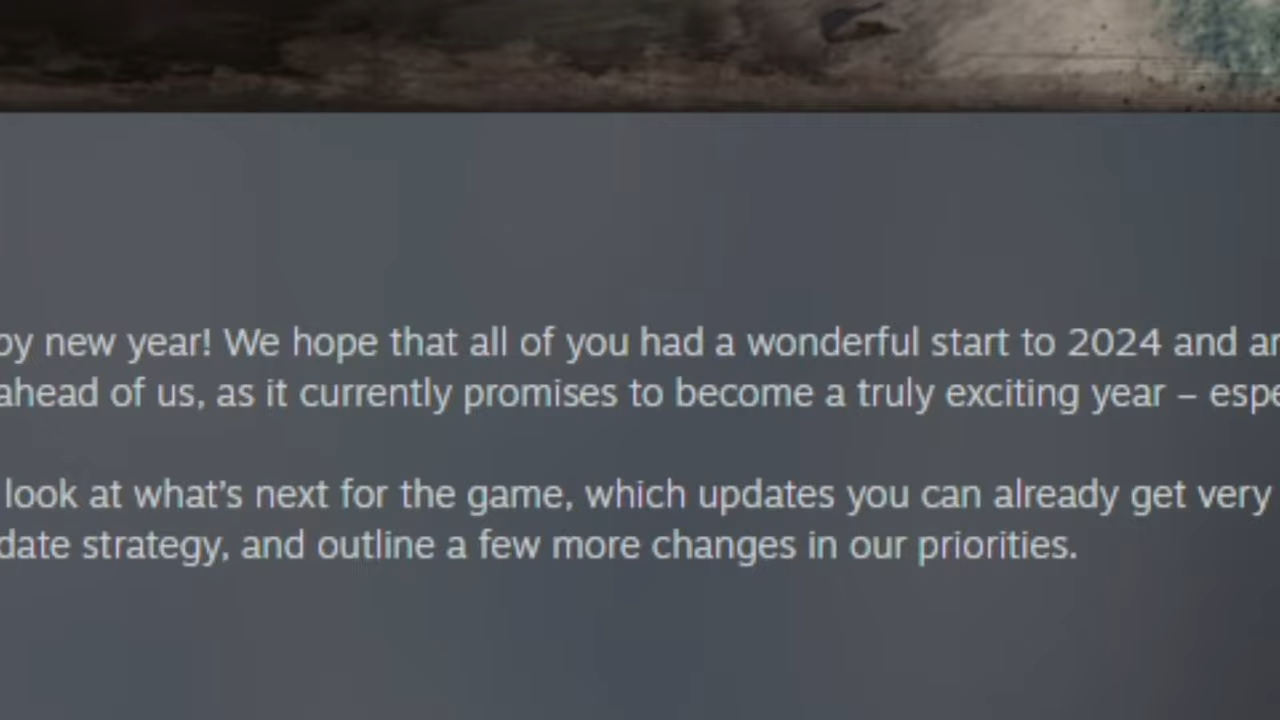 py new year! We hope that all of you had a wonderful start to 2024 and ar
ahead of us, as it currently promises to become a truly exciting year – espe
look at what's next for the game, which updates you can already get very
date strategy, and outline a few more changes in our priorities.